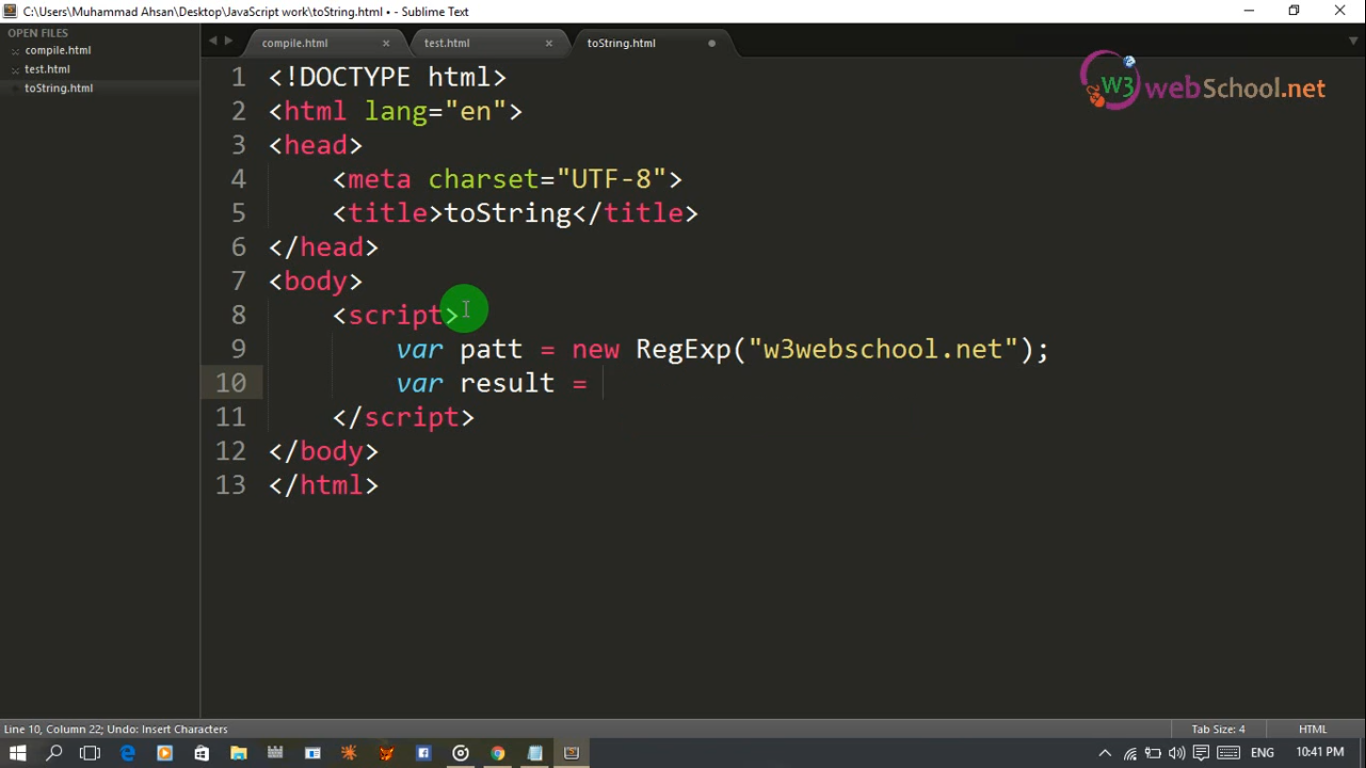 C:\Users\Muhammad Ahsan\Desktop\JavaScript work\toString.html • - Sublime Text
OPEN FILES
compile.html
test.html
toString.html
compile.html × test.html × toString.html
W3 webSchool.net
1 <!DOCTYPE html>
2 <html lang="en">
3 <head>
4 <meta charset="UTF-8">
5 <title>toString</title>
6 </head>
7 <body>
8 <script>
9 var patt = new RegExp("w3webschool.net");
10 var result =
11 </script>
12 </body>
13 </html>
Line 10, Column 22; Undo: Insert Characters Tab Size: 4 HTML
ENG 10:41 PM